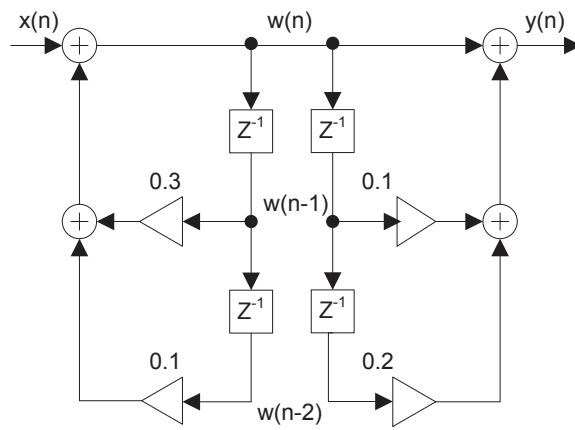 x(n) w(n) y(n)
+ +
Z⁻¹ Z⁻¹
0.3 0.1
+ w(n-1) +
Z⁻¹ Z⁻¹
0.1 0.2
w(n-2)